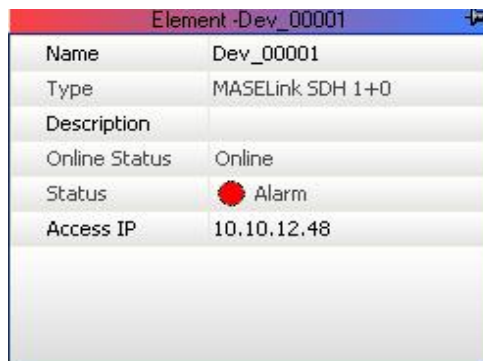 Element -Dev_00001
Name Dev_00001
Type MASELink SDH 1+0
Description
Online Status Online
Status Alarm
Access IP 10.10.12.48